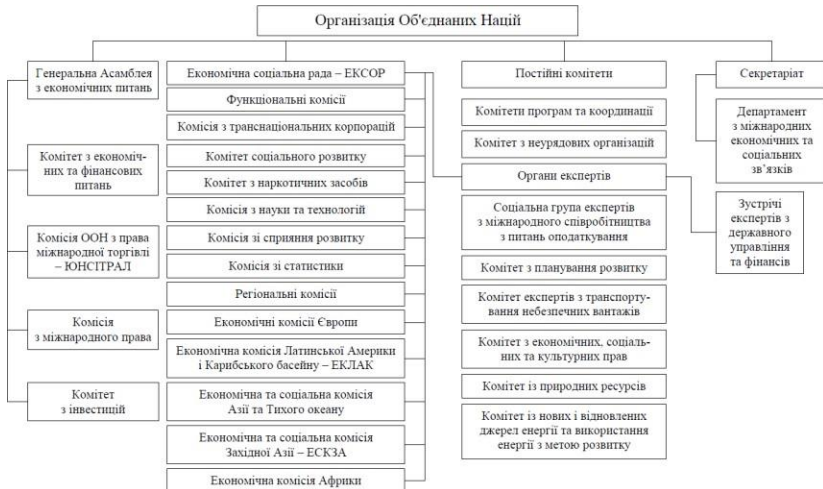 Організація Об'єднаних Націй
Генеральна Асамблея
з економічних питань
Комітет з економіч-
них та фінансових
питань
Комісія ООН з права
міжнародної торгівлі
– ЮНСІТРАЛ
Комісія
з міжнародного права
Комітет
з інвестицій
Економічна соціальна рада – ЕКСОР
Функціональні комісії
Комісія з транснаціональних корпорацій
Комітет соціального розвитку
Комітет з наркотичних засобів
Комісія з науки та технологій
Комісія зі сприяння розвитку
Комісія зі статистики
Регіональні комісії
Економічні комісії Європи
Економічна комісія Латинської Америки
і Карибського басейну – ЕКЛАК
Економічна та соціальна комісія
Азії та Тихого океану
Економічна та соціальна комісія
Західної Азії – ЕСКЗА
Економічна комісія Африки
Постійні комітети
Комітети програм та координації
Комітет з неурядових організацій
Органи експертів
Соціальна група експертів
з міжнародного співробітництва
з питань оподаткування
Комітет з планування розвитку
Комітет експертів з транспорту-
вання небезпечних вантажів
Комітет з економічних, соціаль-
них та культурних прав
Комітет із природних ресурсів
Комітет із нових і відновлених
джерел енергії та використання
енергії з метою розвитку
Секретаріат
Департамент
з міжнародних
економічних та
соціальних
зв’язків
Зустрічі
експертів з
державного
управління
та фінансів